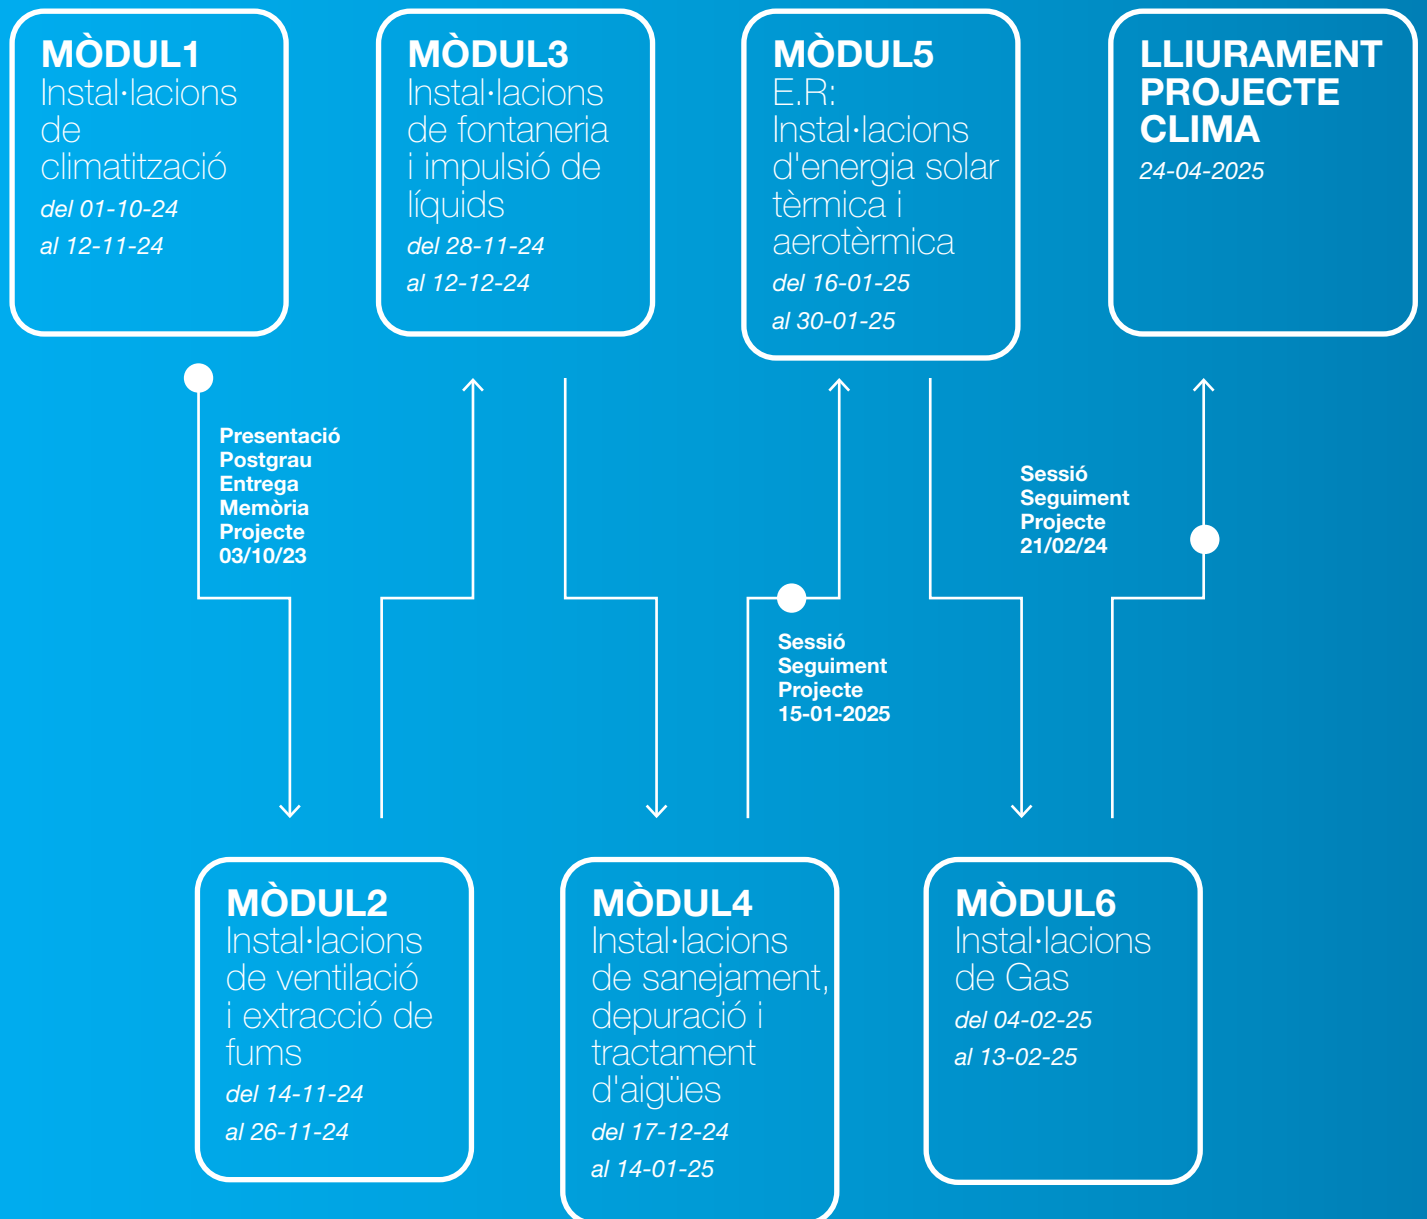 MÒDUL1
Instal·lacions
de
climatització
del 01-10-24
al 12-11-24
MÒDUL3
Instal·lacions
de fontaneria
i impulsió de
líquids
del 28-11-24
al 12-12-24
MÒDUL5
E.R:
Instal·lacions
d'energia solar
tèrmica i
aerotèrmica
del 16-01-25
al 30-01-25
LLIURAMENT
PROJECTE
CLIMA
24-04-2025
Presentació
Postgrau
Entrega
Memòria
Projecte
03/10/23
Sessió
Seguiment
Projecte
15-01-2025
Sessió
Seguiment
Projecte
21/02/24
MÒDUL2
Instal·lacions
de ventilació
i extracció de
fums
del 14-11-24
al 26-11-24
MÒDUL4
Instal·lacions
de sanejament,
depuració i
tractament
d'aigües
del 17-12-24
al 14-01-25
MÒDUL6
Instal·lacions
de Gas
del 04-02-25
al 13-02-25